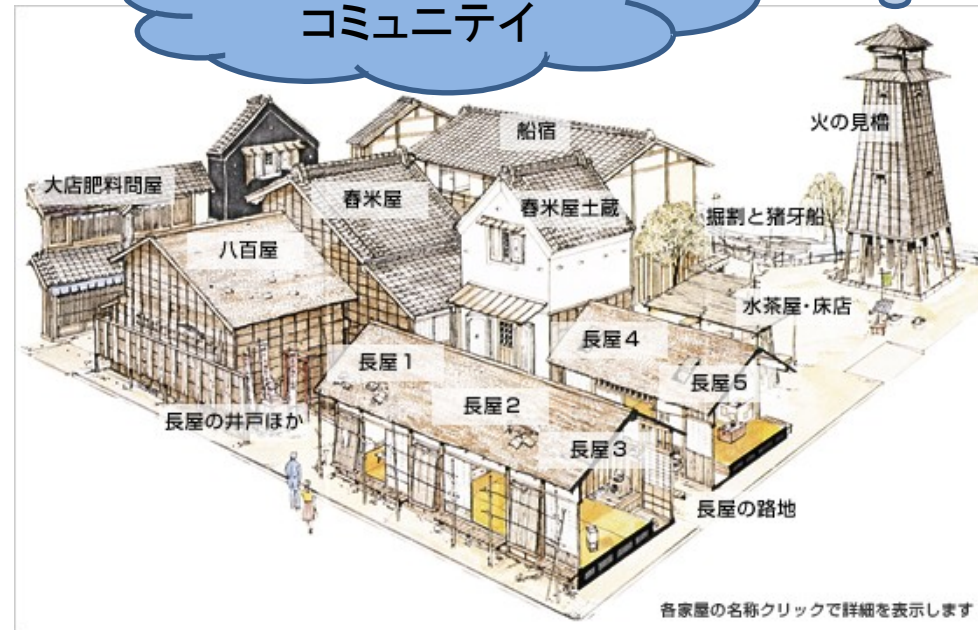 コミュニテイ
船宿
火の見櫓
大店肥料問屋
舂米屋
舂米屋土蔵
掘割と猪牙船
八百屋
水茶屋・床店
長屋1
長屋4
長屋5
長屋2
長屋の井戸ほか
長屋3
長屋の路地
各家屋の名称クリックで詳細を表示します